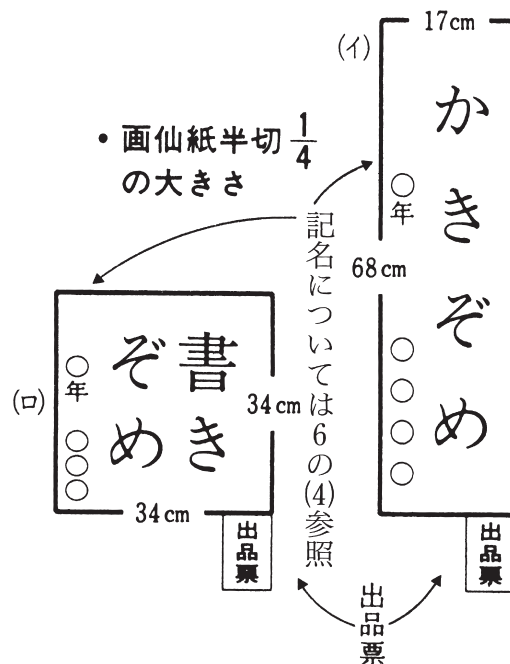 17cm
(イ)
かきぞめ
○年
○○○○
68cm
出品票
・画仙紙半切1/4
の大きさ
記名については6の(4)参照
(ロ)
書き
ぞめ
○年
○○○
34cm
34cm
出品票
出品票